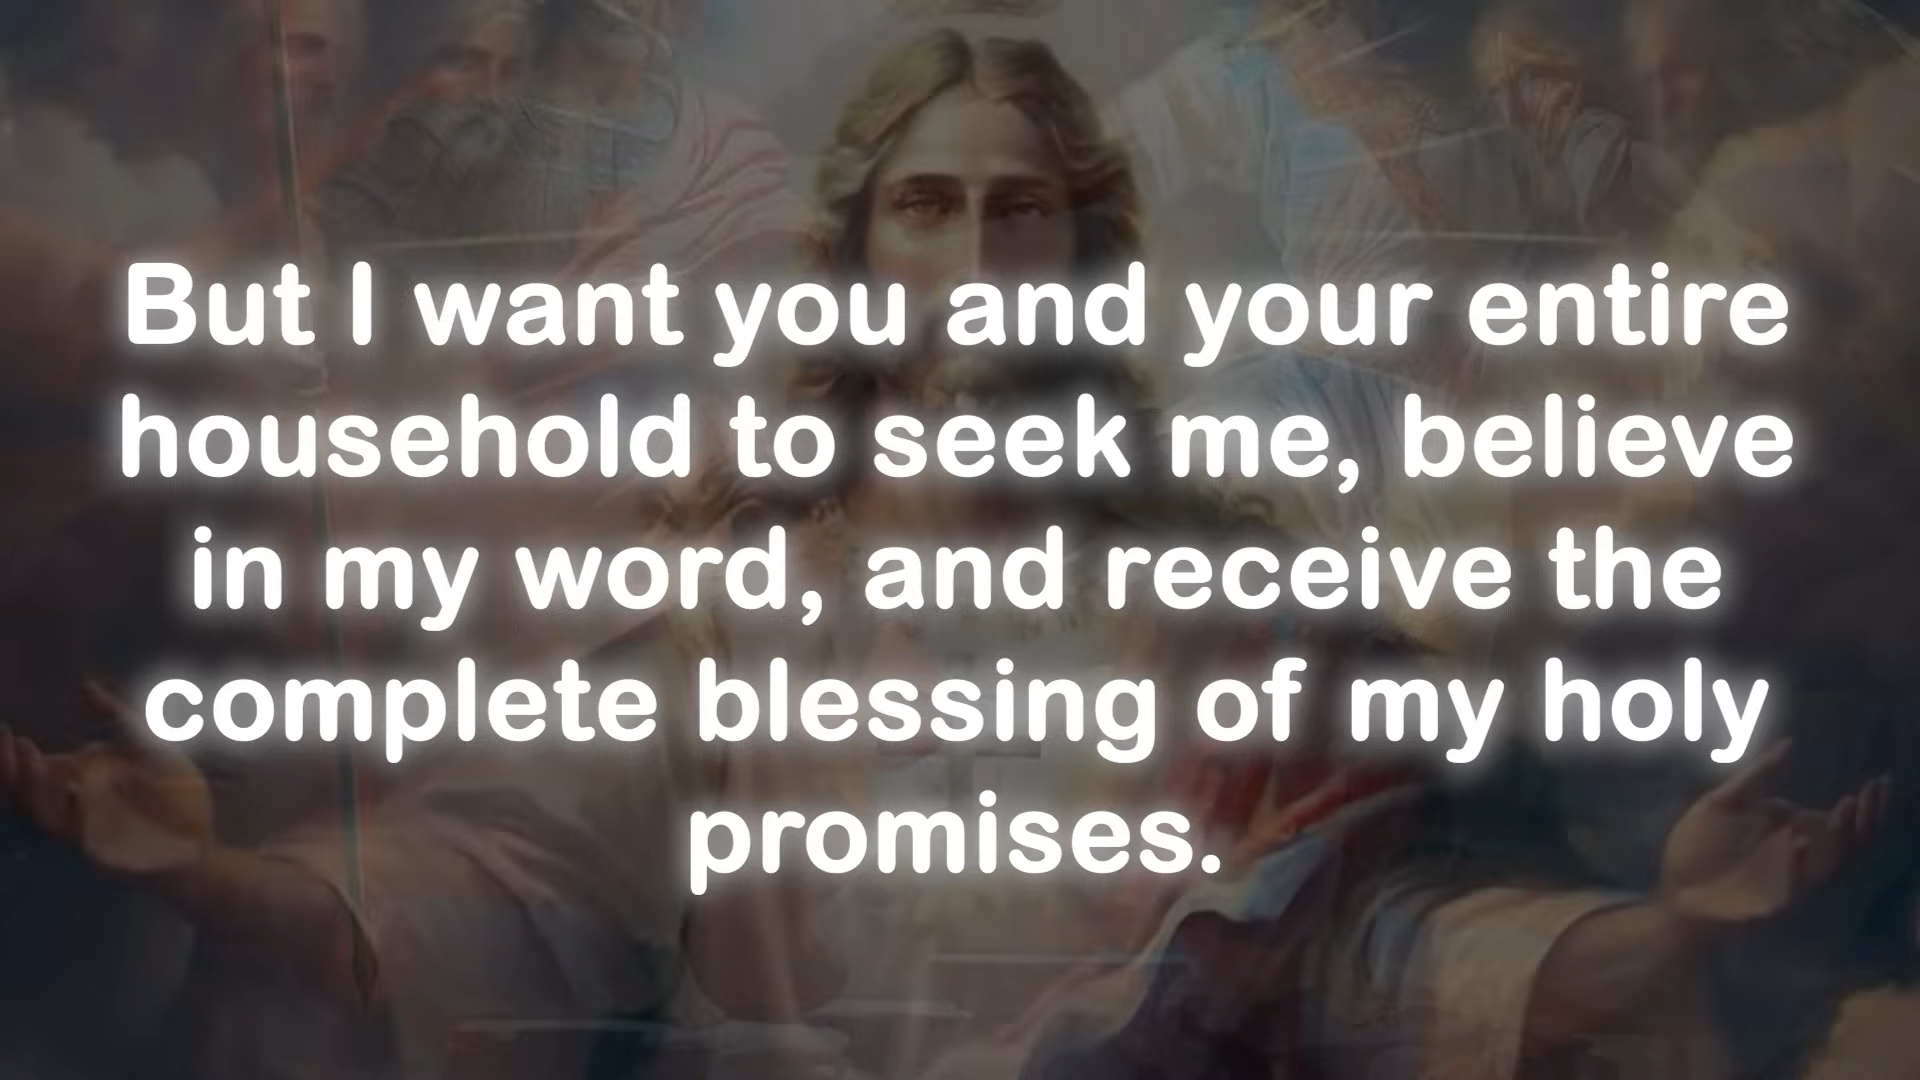 But I want you and your entire
household to seek me, believe
in my word, and receive the
complete blessing of my holy
promises.